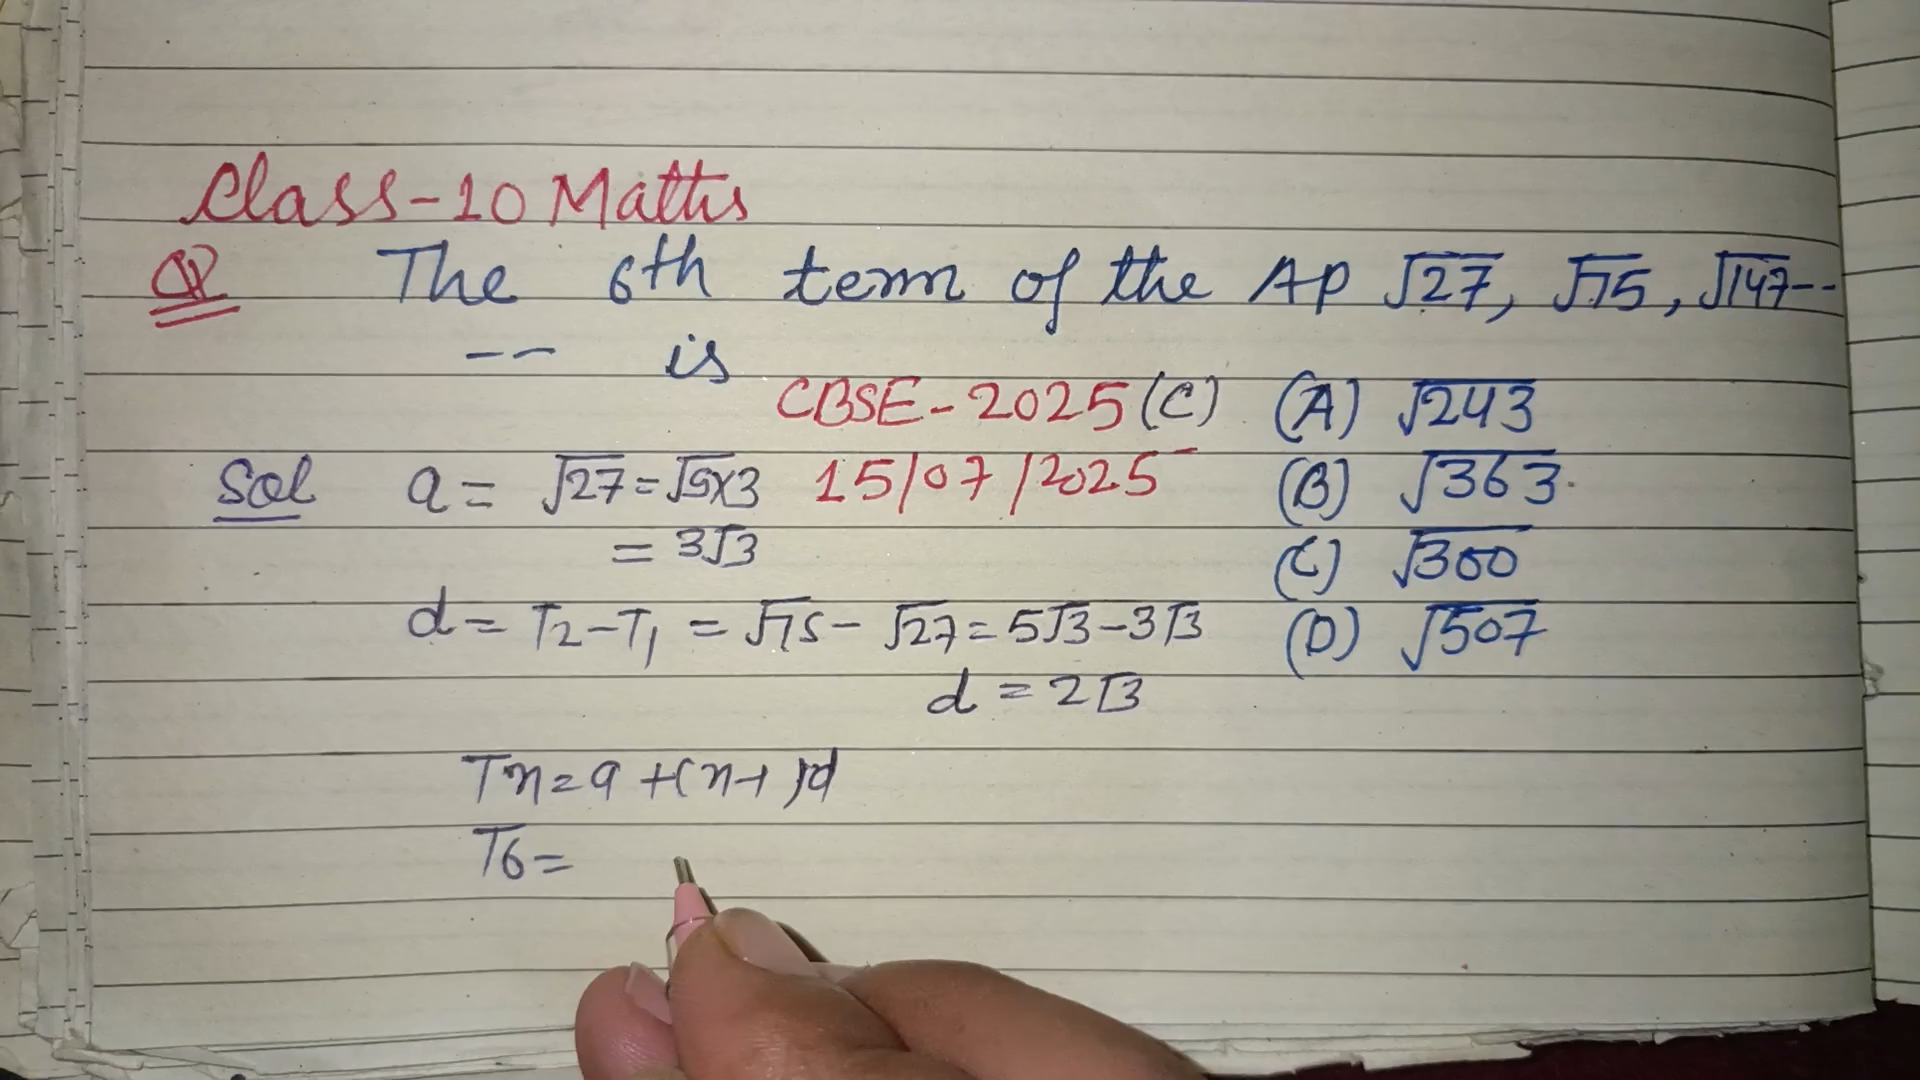 Class-10 Maths
Q The 6th term of the AP √27, √75, √147--
-- is
CBSE-2025 (C) (A) √243
Sol a = √27 = √9×3 15/07/2025 (B) √363
= 3√3 (C) √300
d = T2-T1 = √75 - √27 = 5√3-3√3 (D) √507
d = 2√3
Tn = a + (n-1)d
T6 =